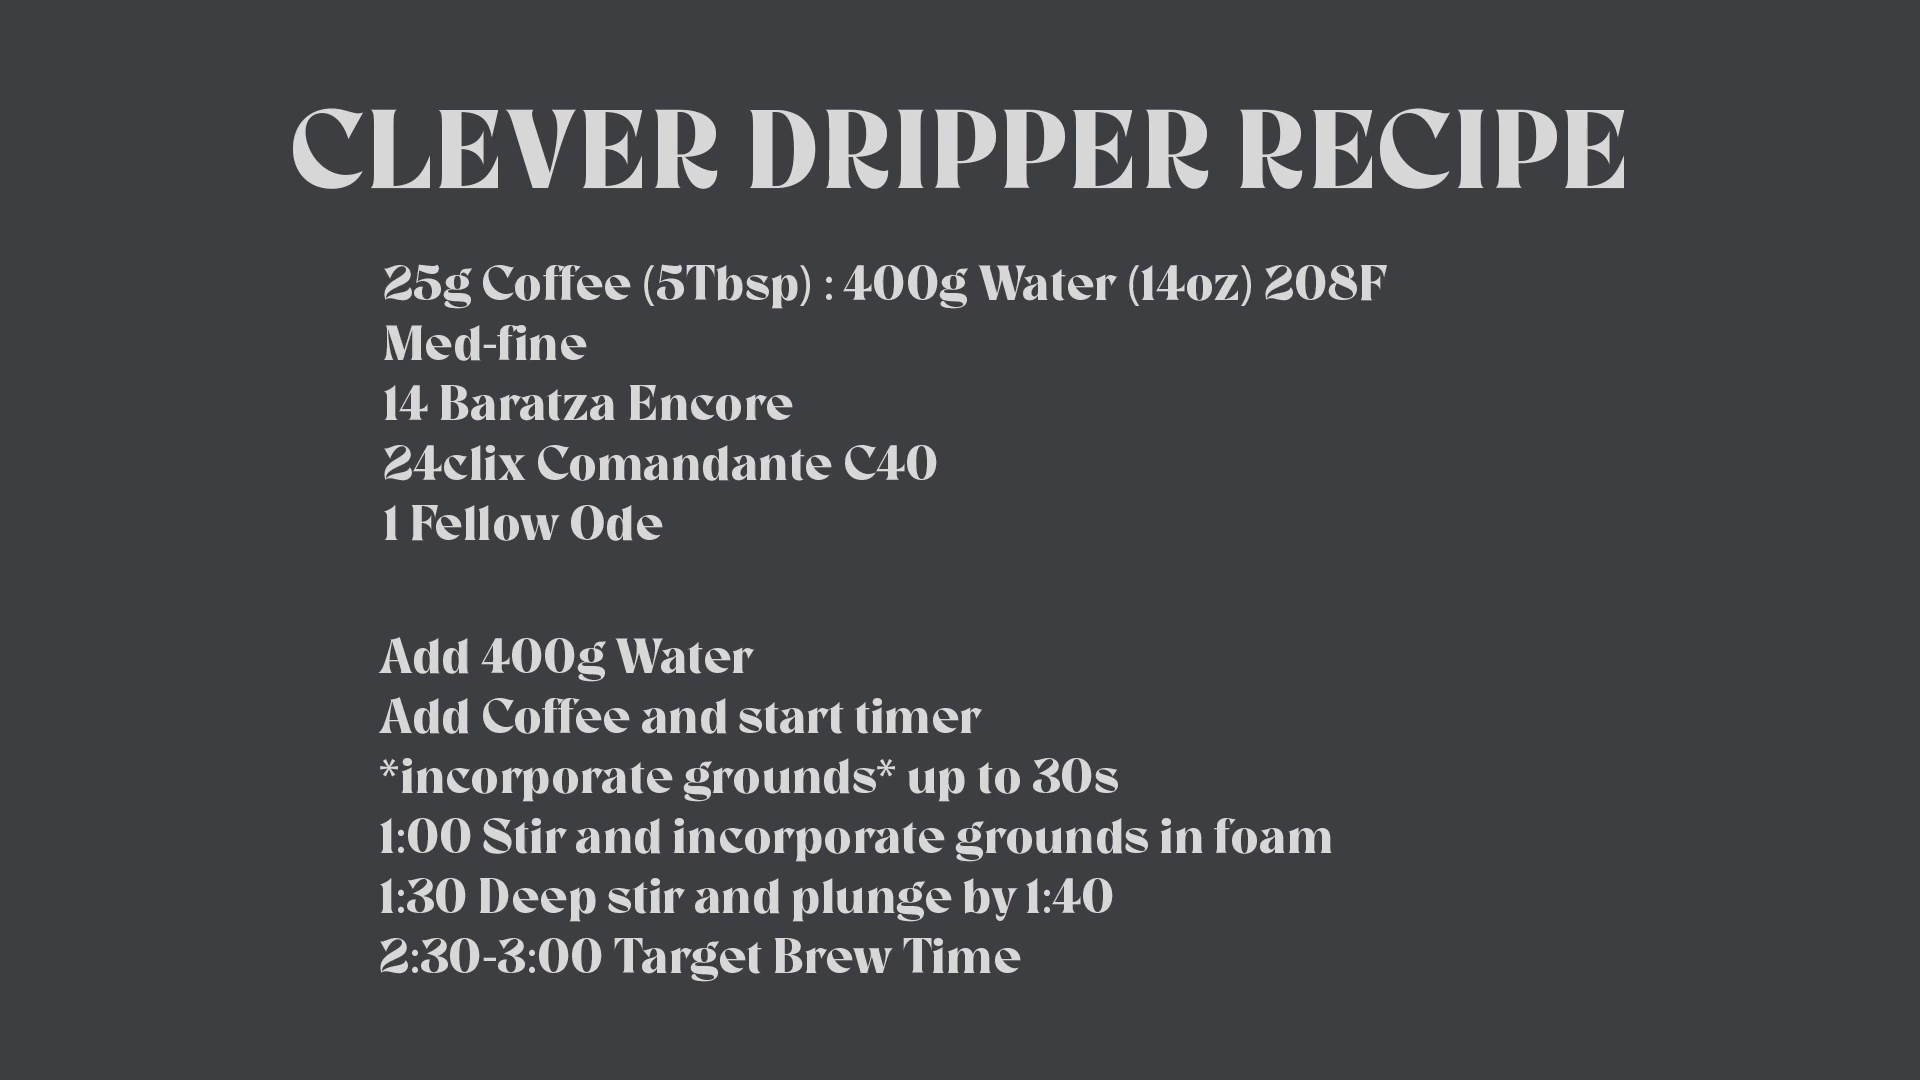 CLEVER DRIPPER RECIPE
25g Coffee (5Tbsp) : 400g Water (14oz) 208F
Med-fine
14 Baratza Encore
24clix Comandante C40
1 Fellow Ode
Add 400g Water
Add Coffee and start timer
*incorporate grounds* up to 30s
1:00 Stir and incorporate grounds in foam
1:30 Deep stir and plunge by 1:40
2:30-3:00 Target Brew Time